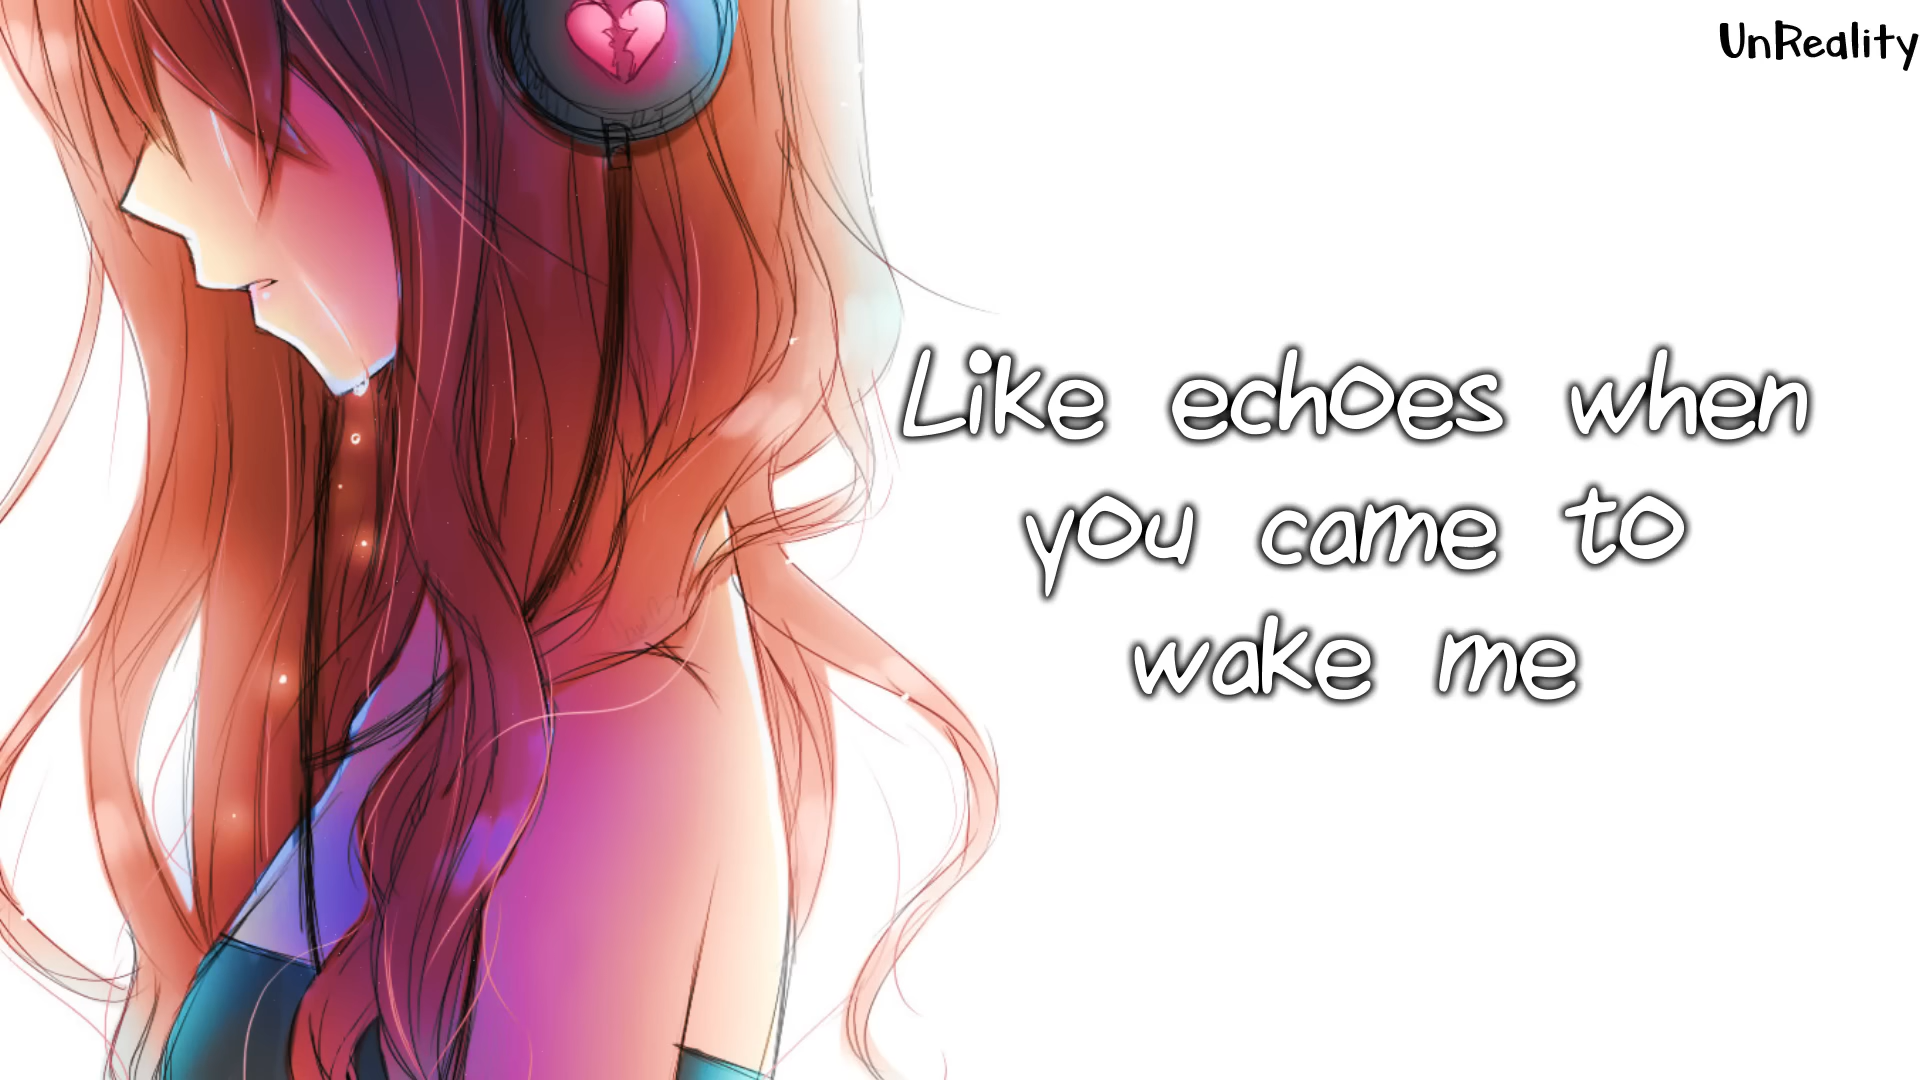 UnReality
Like echoes when
you came to
wake me